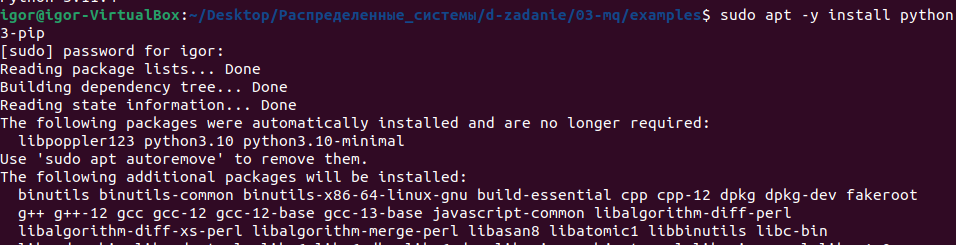 igor@igor-VirtualBox:~/Desktop/Распределенные_системы/d-zadanie/03-mq/examples$ sudo apt -y install python
3-pip
[sudo] password for igor:
Reading package lists... Done
Building dependency tree... Done
Reading state information... Done
The following packages were automatically installed and are no longer required:
  libpoppler123 python3.10 python3.10-minimal
Use 'sudo apt autoremove' to remove them.
The following additional packages will be installed:
  binutils binutils-common binutils-x86-64-linux-gnu build-essential cpp cpp-12 dpkg dpkg-dev fakeroot
  g++ g++-12 gcc gcc-12 gcc-12-base gcc-13-base javascript-common libalgorithm-diff-perl
  libalgorithm-diff-xs-perl libalgorithm-merge-perl libasan8 libatomic1 libbinutils libc-bin